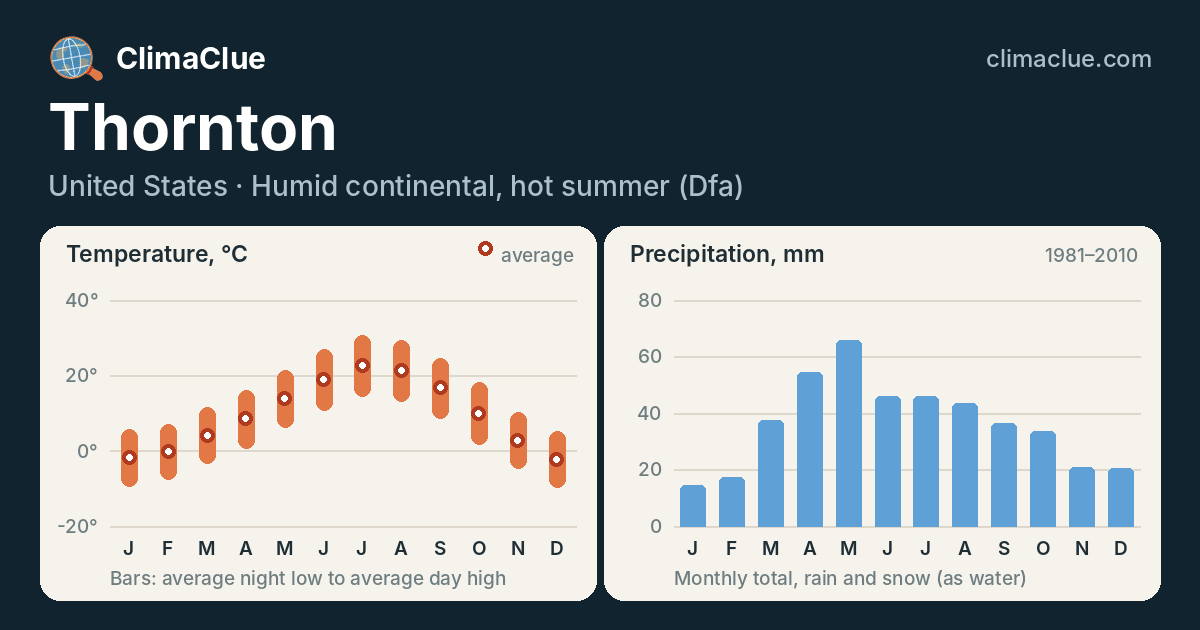 ClimaClue
climaclue.com
Thornton
United States · Humid continental, hot summer (Dfa)
Temperature, °C
average
40°
20°
0°
-20°
J F M A M J J A S O N D
Bars: average night low to average day high
Precipitation, mm
1981–2010
80
60
40
20
0
J F M A M J J A S O N D
Monthly total, rain and snow (as water)